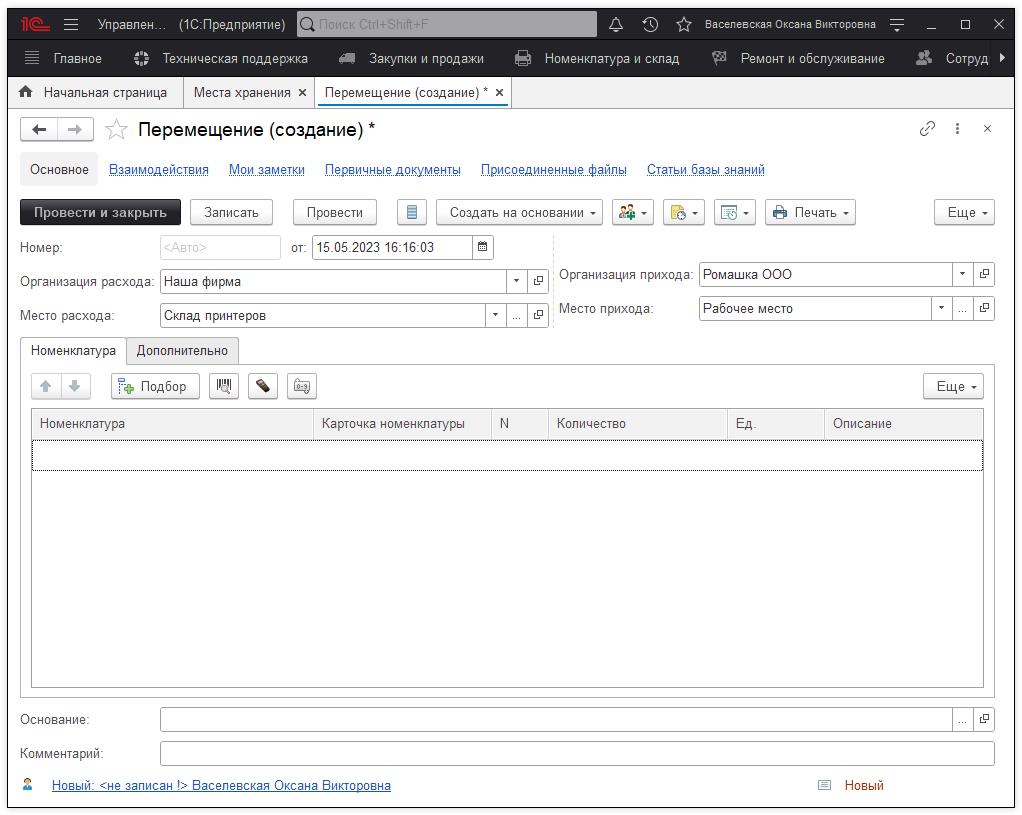 1С Управлен... (1С:Предприятие) Поиск Ctrl+Shift+F Васелевская Оксана Викторовна
Главное Техническая поддержка Закупки и продажи Номенклатура и склад Ремонт и обслуживание Сотруд
Начальная страница Места хранения × Перемещение (создание) * ×
Перемещение (создание) *
Основное Взаимодействия Мои заметки Первичные документы Присоединенные файлы Статьи базы знаний
Провести и закрыть Записать Провести Создать на основании Печать Еще
Номер: <Авто> от: 15.05.2023 16:16:03
Организация расхода: Наша фирма Организация прихода: Ромашка ООО
Место расхода: Склад принтеров ... Место прихода: Рабочее место ...
Номенклатура Дополнительно
Подбор Еще
Номенклатура Карточка номенклатуры N Количество Ед. Описание
Основание: ...
Комментарий:
Новый: <не записан !> Васелевская Оксана Викторовна Новый